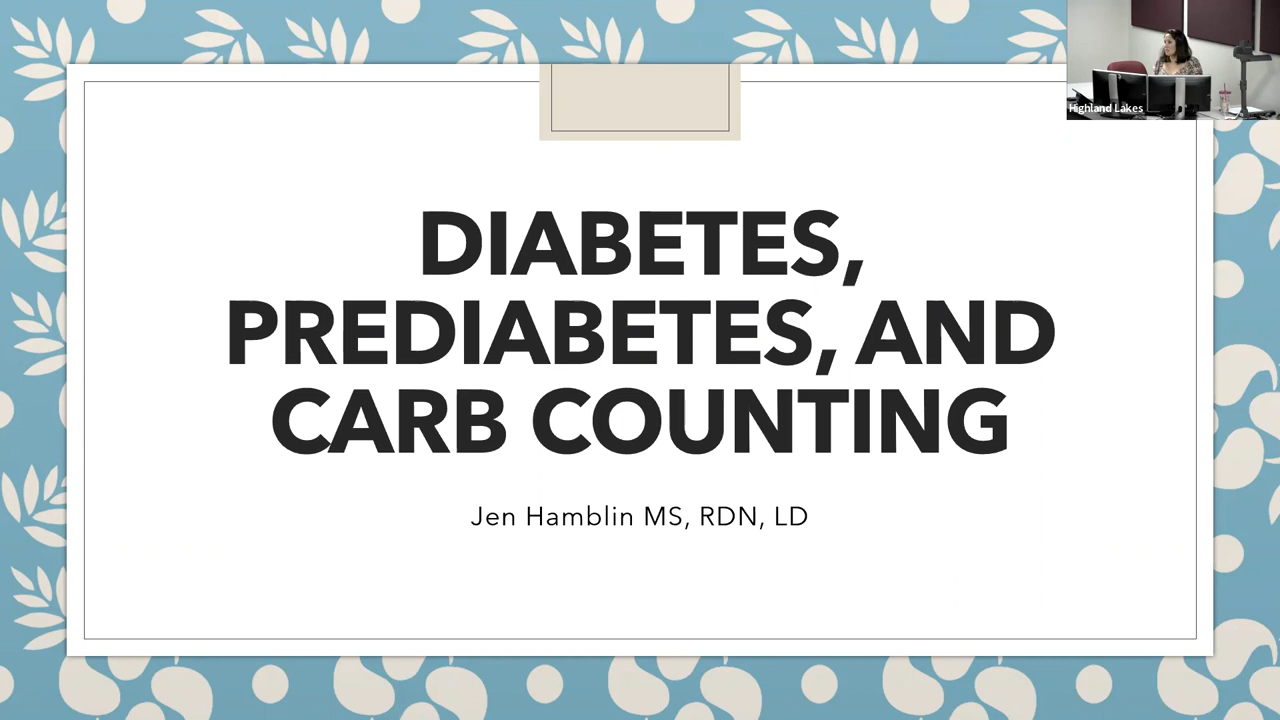 Highland Lakes
DIABETES,
PREDIABETES, AND
CARB COUNTING
Jen Hamblin MS, RDN, LD